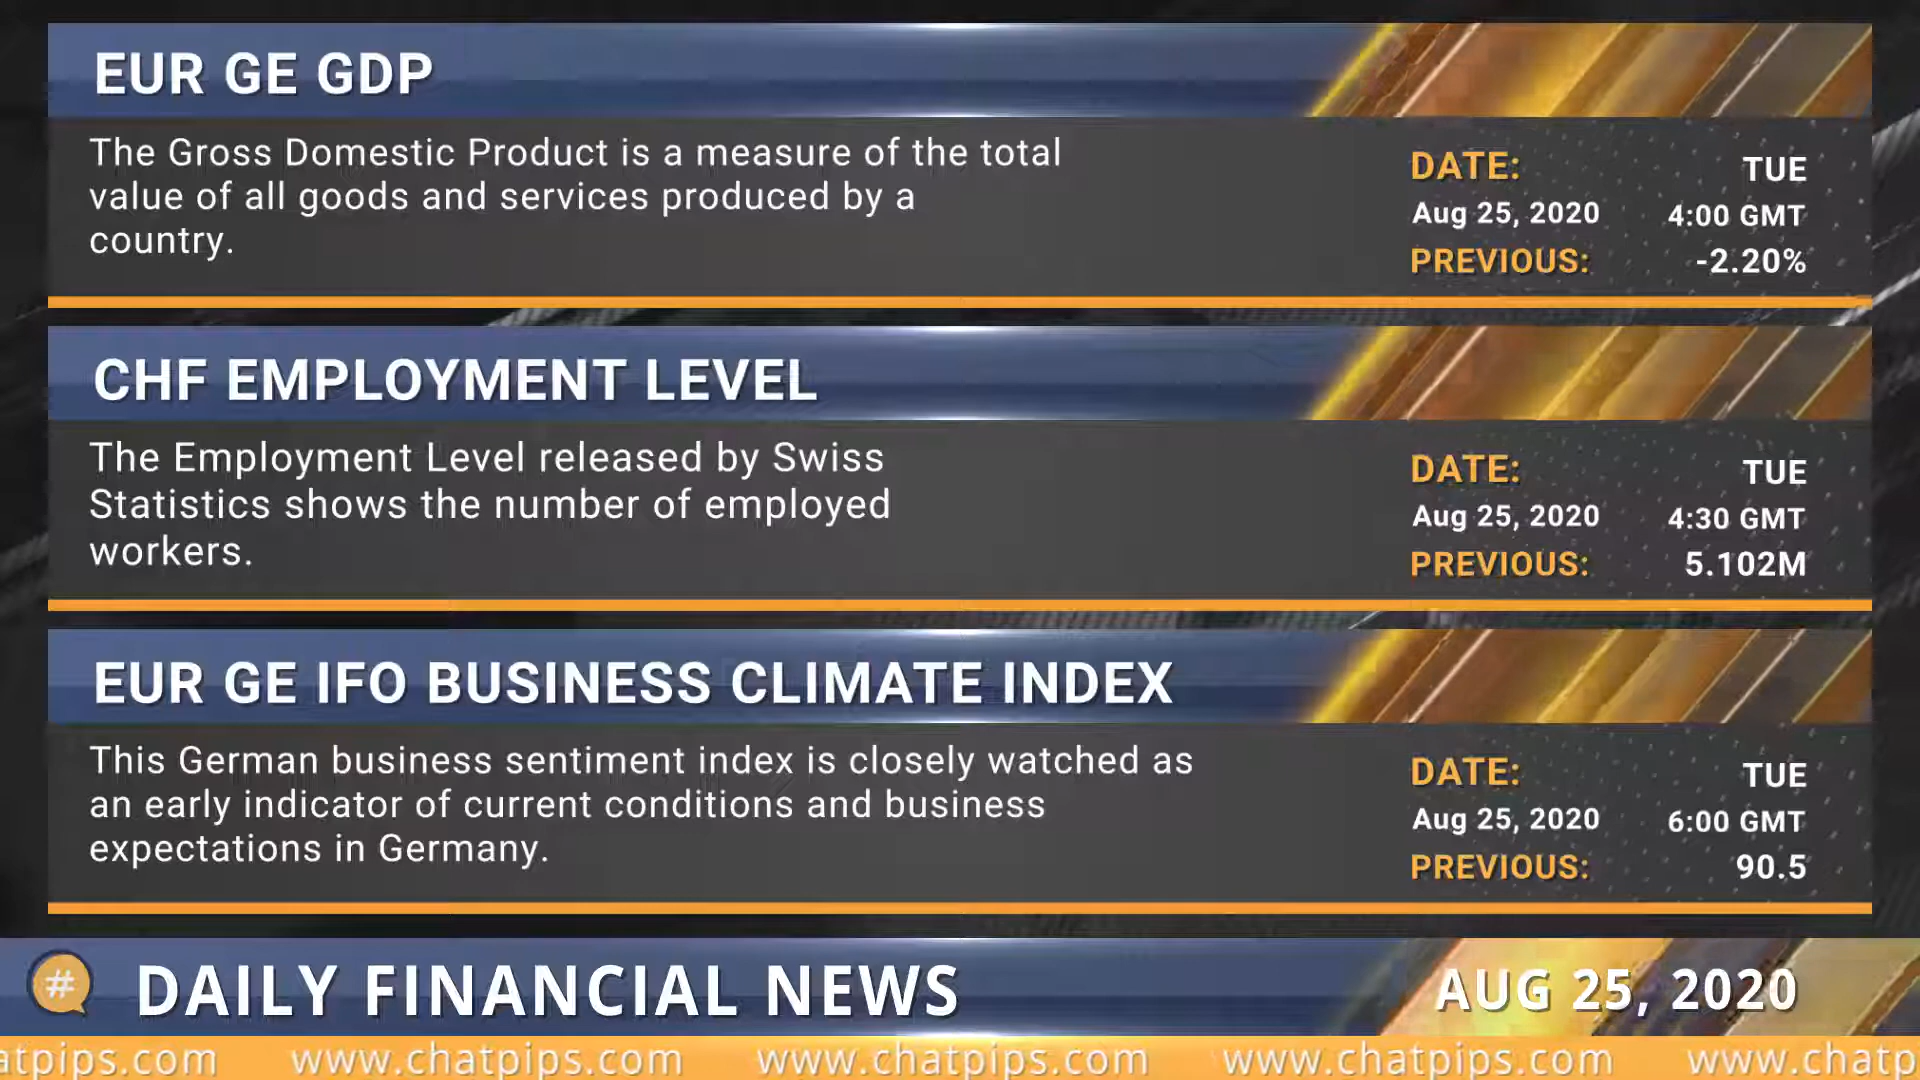 EUR GE GDP
The Gross Domestic Product is a measure of the total
value of all goods and services produced by a
country.
DATE: TUE
Aug 25, 2020 4:00 GMT
PREVIOUS: -2.20%
CHF EMPLOYMENT LEVEL
The Employment Level released by Swiss
Statistics shows the number of employed
workers.
DATE: TUE
Aug 25, 2020 4:30 GMT
PREVIOUS: 5.102M
EUR GE IFO BUSINESS CLIMATE INDEX
This German business sentiment index is closely watched as
an early indicator of current conditions and business
expectations in Germany.
DATE: TUE
Aug 25, 2020 6:00 GMT
PREVIOUS: 90.5
# DAILY FINANCIAL NEWS AUG 25, 2020
atpips.com www.chatpips.com www.chatpips.com www.chatpips.com www.chatp